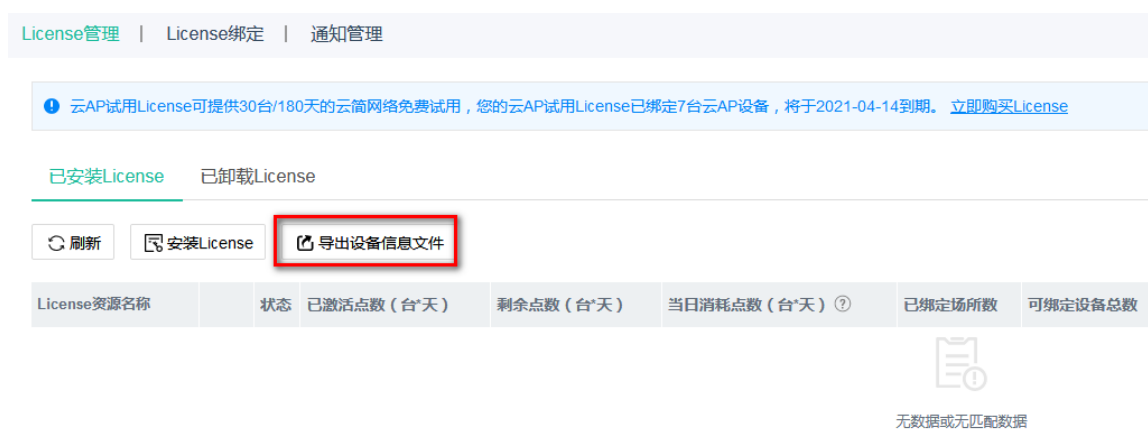 License管理 | License绑定 | 通知管理
云AP试用License可提供30台/180天的云简网络免费试用，您的云AP试用License已绑定7台云AP设备，将于2021-04-14到期。 立即购买License
已安装License 已卸载License
刷新 安装License 导出设备信息文件
License资源名称 状态 已激活点数（台*天） 剩余点数（台*天） 当日消耗点数（台*天） 已绑定场所数 可绑定设备总数
无数据或无匹配数据